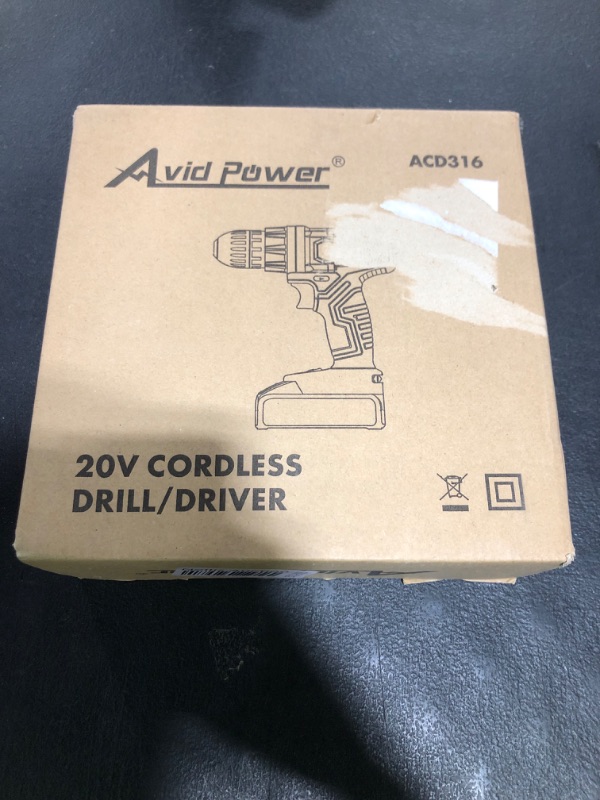 Avid Power®
ACD316
20V CORDLESS
DRILL/DRIVER